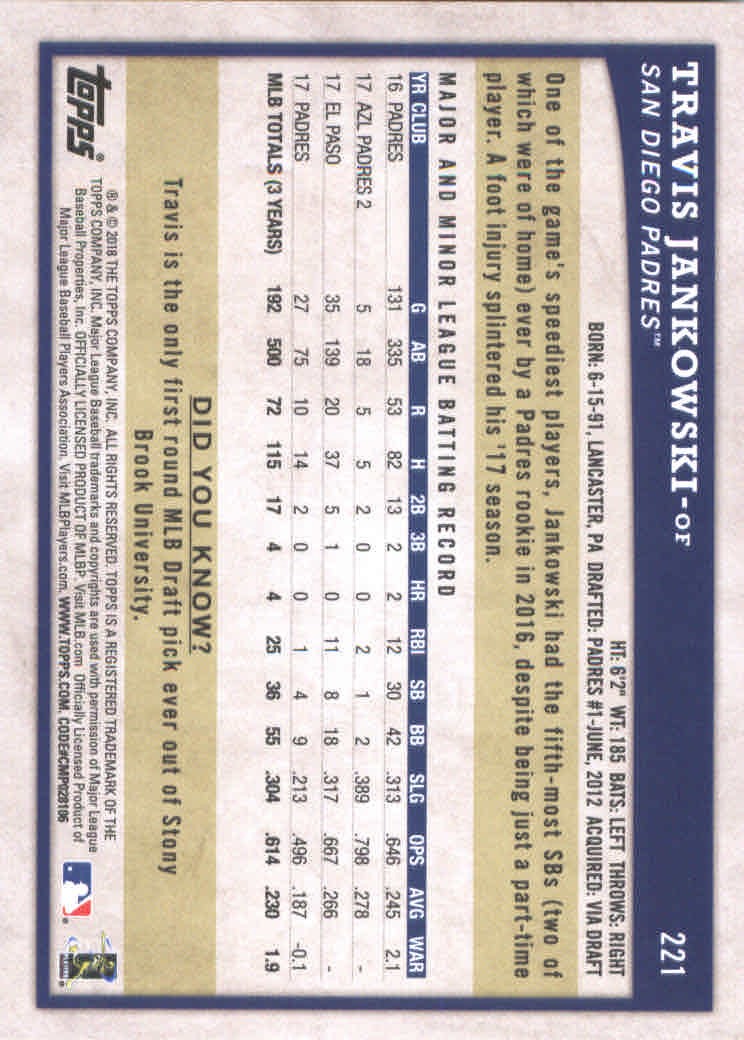 TRAVIS JANKOWSKI-OF
SAN DIEGO PADRES™
221
HT: 6'2" WT: 185 BATS: LEFT THROWS: RIGHT
BORN: 6-15-91, LANCASTER, PA DRAFTED: PADRES #1-JUNE, 2012 ACQUIRED: VIA DRAFT
One of the game's speediest players, Jankowski had the fifth-most SBs (two of
which were of home) ever by a Padres rookie in 2016, despite being just a part-time
player. A foot injury splintered his '17 season.
MAJOR AND MINOR LEAGUE BATTING RECORD
YR CLUB G AB R H 2B 3B HR RBI SB BB SLG OPS AVG WAR
16 PADRES 131 335 53 82 13 2 2 12 30 42 .313 .646 .245 2.1
17 AZL PADRES 2 5 18 5 5 2 0 0 2 1 2 .389 .798 .278 -
17 EL PASO 35 139 20 37 5 1 0 11 8 18 .317 .667 .266 -
17 PADRES 27 75 10 14 2 0 0 1 4 9 .213 .496 .187 -0.1
MLB TOTALS (3 YEARS) 192 500 72 115 17 4 4 25 36 55 .304 .614 .230 1.9
DID YOU KNOW?
Travis is the only first round MLB Draft pick ever out of Stony
Brook University.
topps®
® & © 2018 THE TOPPS COMPANY, INC. ALL RIGHTS RESERVED. TOPPS IS A REGISTERED TRADEMARK OF THE
TOPPS COMPANY, INC. Major League Baseball trademarks and copyrights are used with permission of Major League
Baseball Properties, Inc. OFFICIALLY LICENSED PRODUCT OF MLBP. Visit MLB.com Officially Licensed Product of
Major League Baseball Players Association, Visit MLBPlayers.com. WWW.TOPPS.COM. CODE#CMP028106